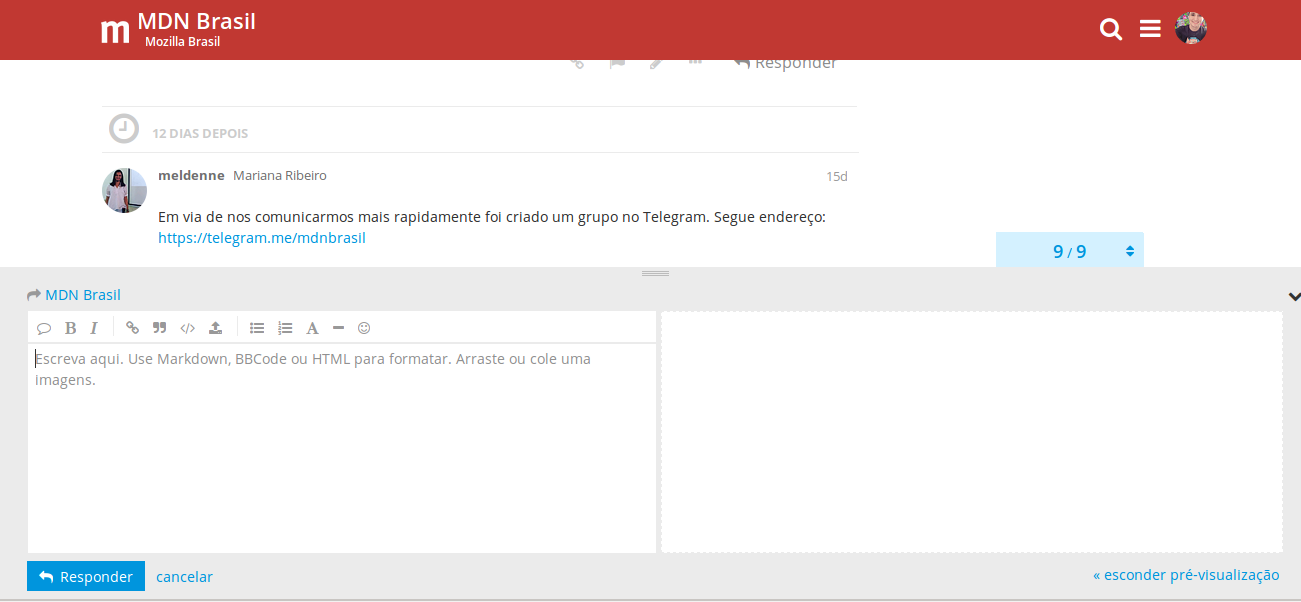 m MDN Brasil
Mozilla Brasil
Responder
12 DIAS DEPOIS
meldenne Mariana Ribeiro 15d
Em via de nos comunicarmos mais rapidamente foi criado um grupo no Telegram. Segue endereço:
https://telegram.me/mdnbrasil
9 / 9
MDN Brasil
B I A
Escreva aqui. Use Markdown, BBCode ou HTML para formatar. Arraste ou cole uma
imagens.
Responder cancelar « esconder pré-visualização